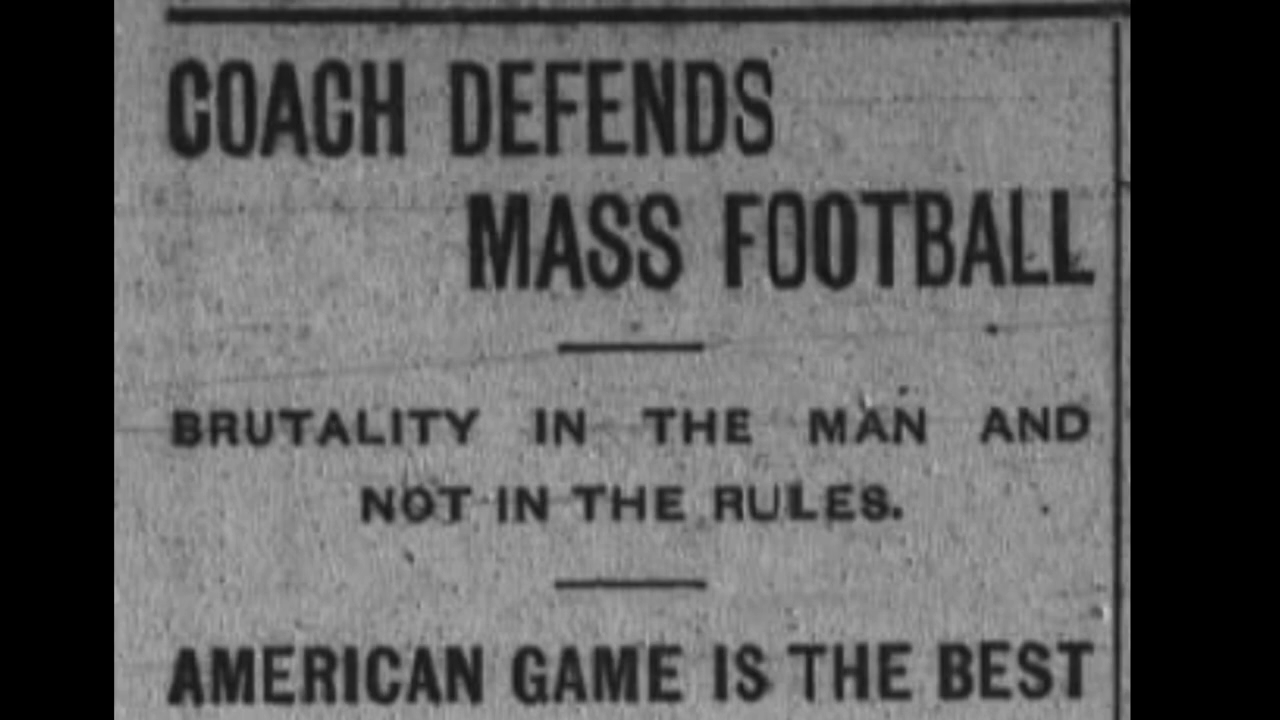 COACH DEFENDS
MASS FOOTBALL
BRUTALITY IN THE MAN AND
NOT IN THE RULES.
AMERICAN GAME IS THE BEST